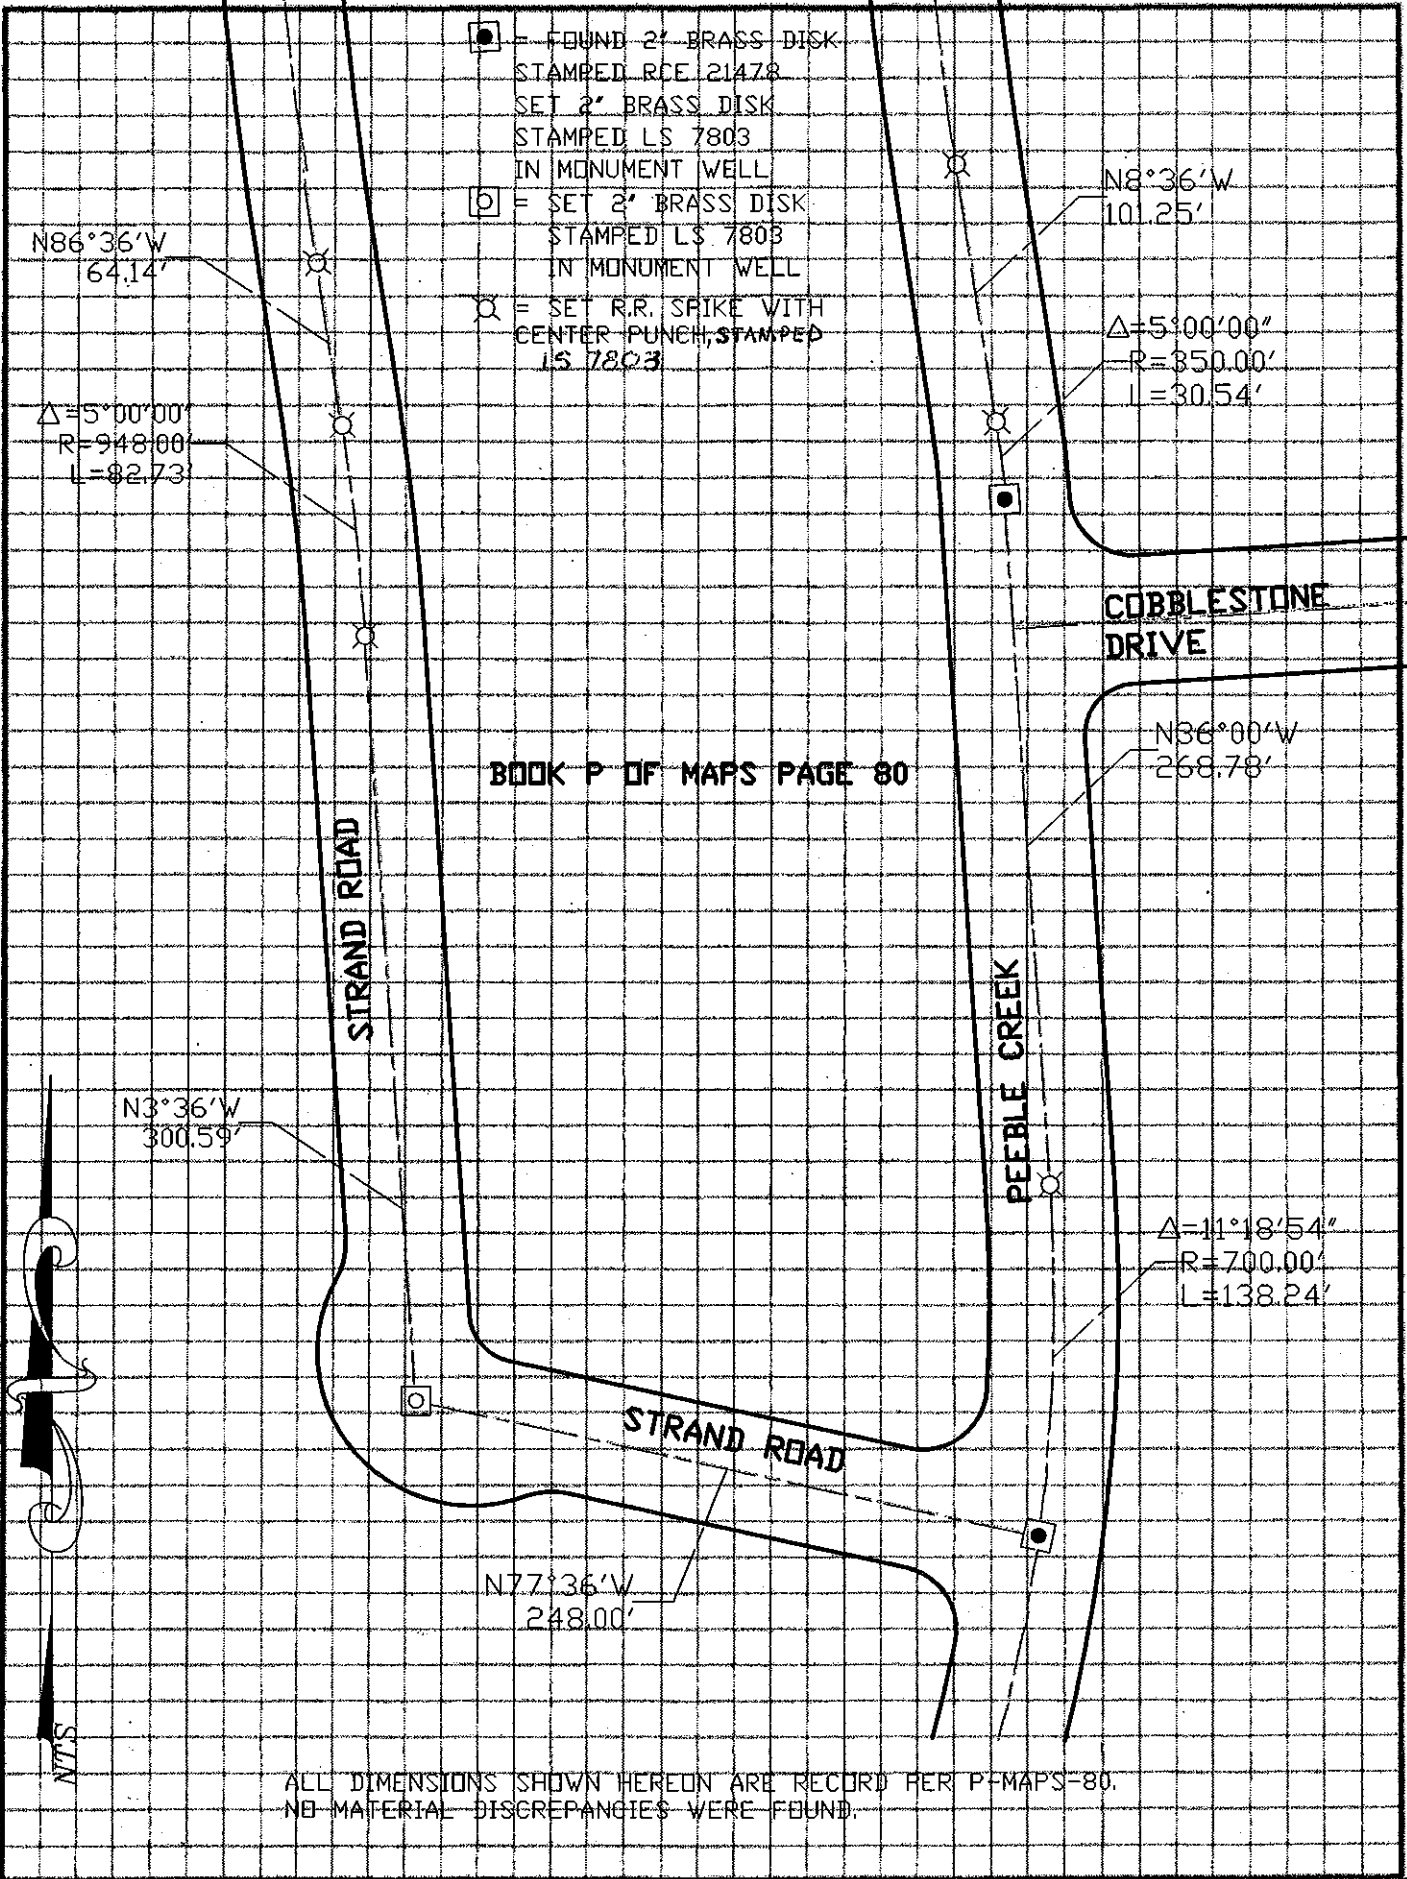 = FOUND 2" BRASS DISK
STAMPED RCE 21478
SET 2" BRASS DISK
STAMPED LS 7803
IN MONUMENT WELL
= SET 2" BRASS DISK
STAMPED LS 7803
IN MONUMENT WELL
= SET R.R. SPIKE WITH
CENTER PUNCH, STAMPED
LS 7803
N86°36'W
64.14'
Δ=5°00'00"
R=948.00'
L=82.73'
N8°36'W
101.25'
Δ=5°00'00"
R=350.00'
L=30.54'
COBBLESTONE
DRIVE
N36°00'W
268.78'
BOOK P OF MAPS PAGE 80
STRAND ROAD
PEEBLE CREEK
N3°36'W
300.59'
Δ=11°18'54"
R=700.00'
L=138.24'
STRAND ROAD
N77°36'W
248.00'
NTS
ALL DIMENSIONS SHOWN HEREON ARE RECORD PER P-MAPS-80.
NO MATERIAL DISCREPANCIES WERE FOUND.